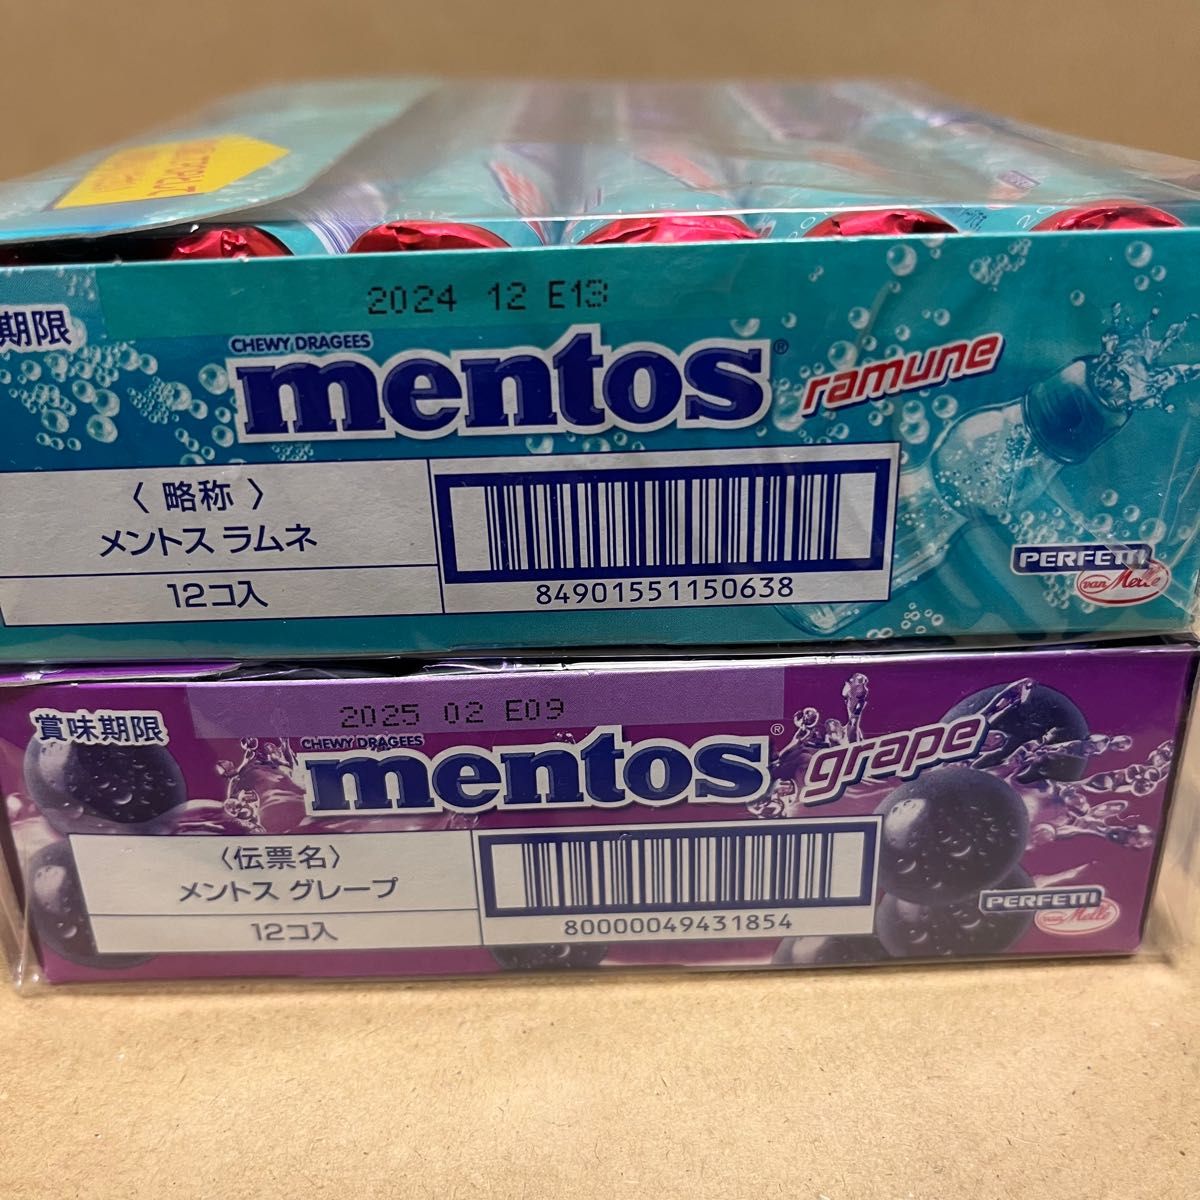 2024 12 E13
期限
CHEWY DRAGEES
mentos®
ramune
〈略称〉
メントス ラムネ
12コ入
84901551150638
PERFETTI
van Melle
2025 02 E09
賞味期限
CHEWY DRAGEES
mentos®
grape
〈伝票名〉
メントス グレープ
12コ入
80000049431854
PERFETTI
van Melle